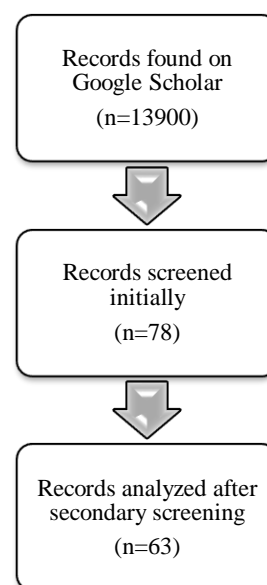 Records found on
Google Scholar
(n=13900)
Records screened
initially
(n=78)
Records analyzed after
secondary screening
(n=63)